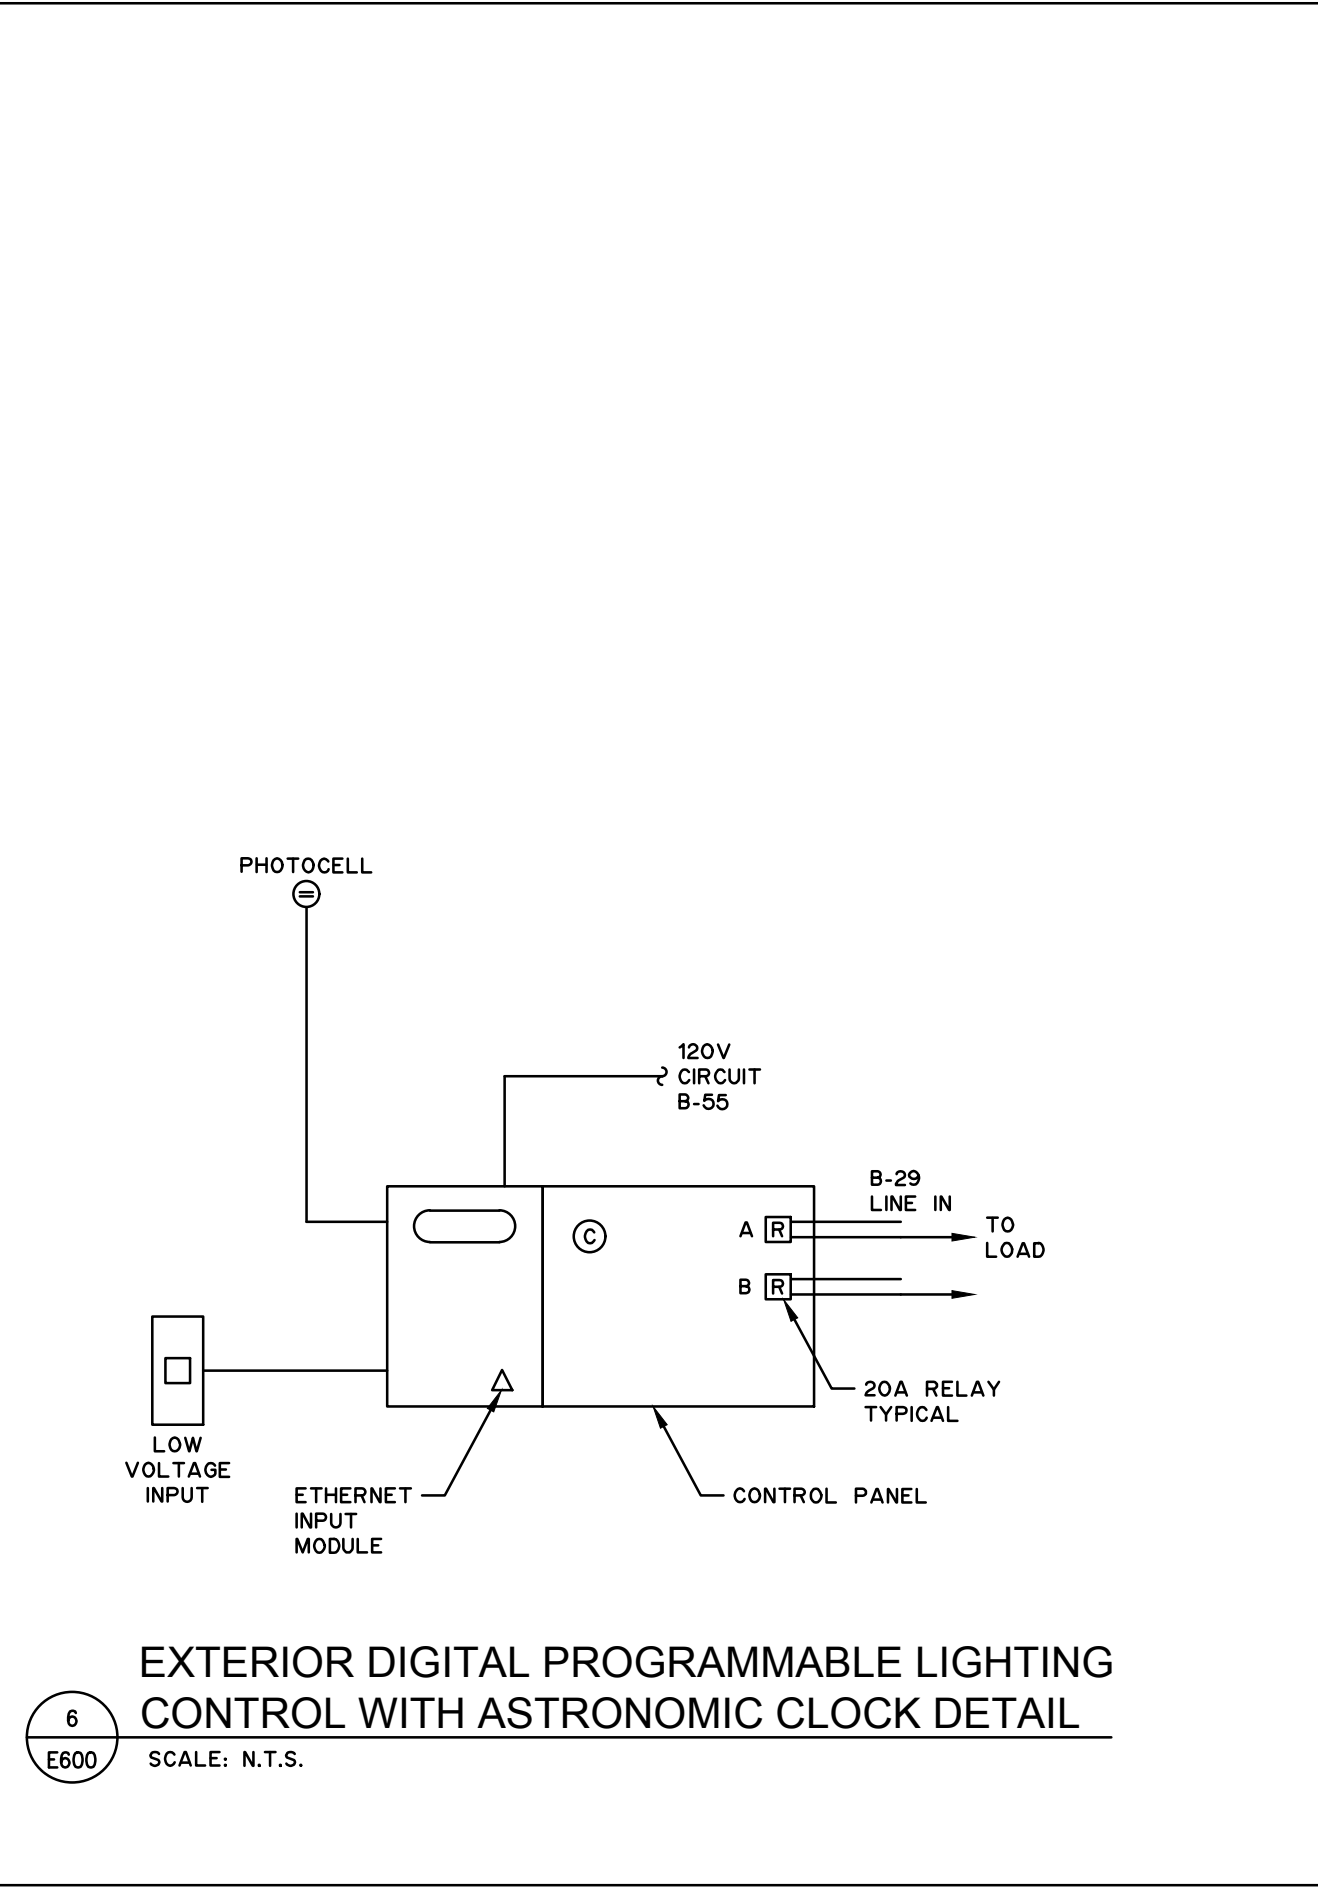 PHOTOCELL
120V
CIRCUIT
B-55
B-29
LINE IN
A R
TO
LOAD
C
B R
20A RELAY
TYPICAL
LOW
VOLTAGE
INPUT
ETHERNET
INPUT
MODULE
CONTROL PANEL
EXTERIOR DIGITAL PROGRAMMABLE LIGHTING
CONTROL WITH ASTRONOMIC CLOCK DETAIL
6
E600
SCALE: N.T.S.